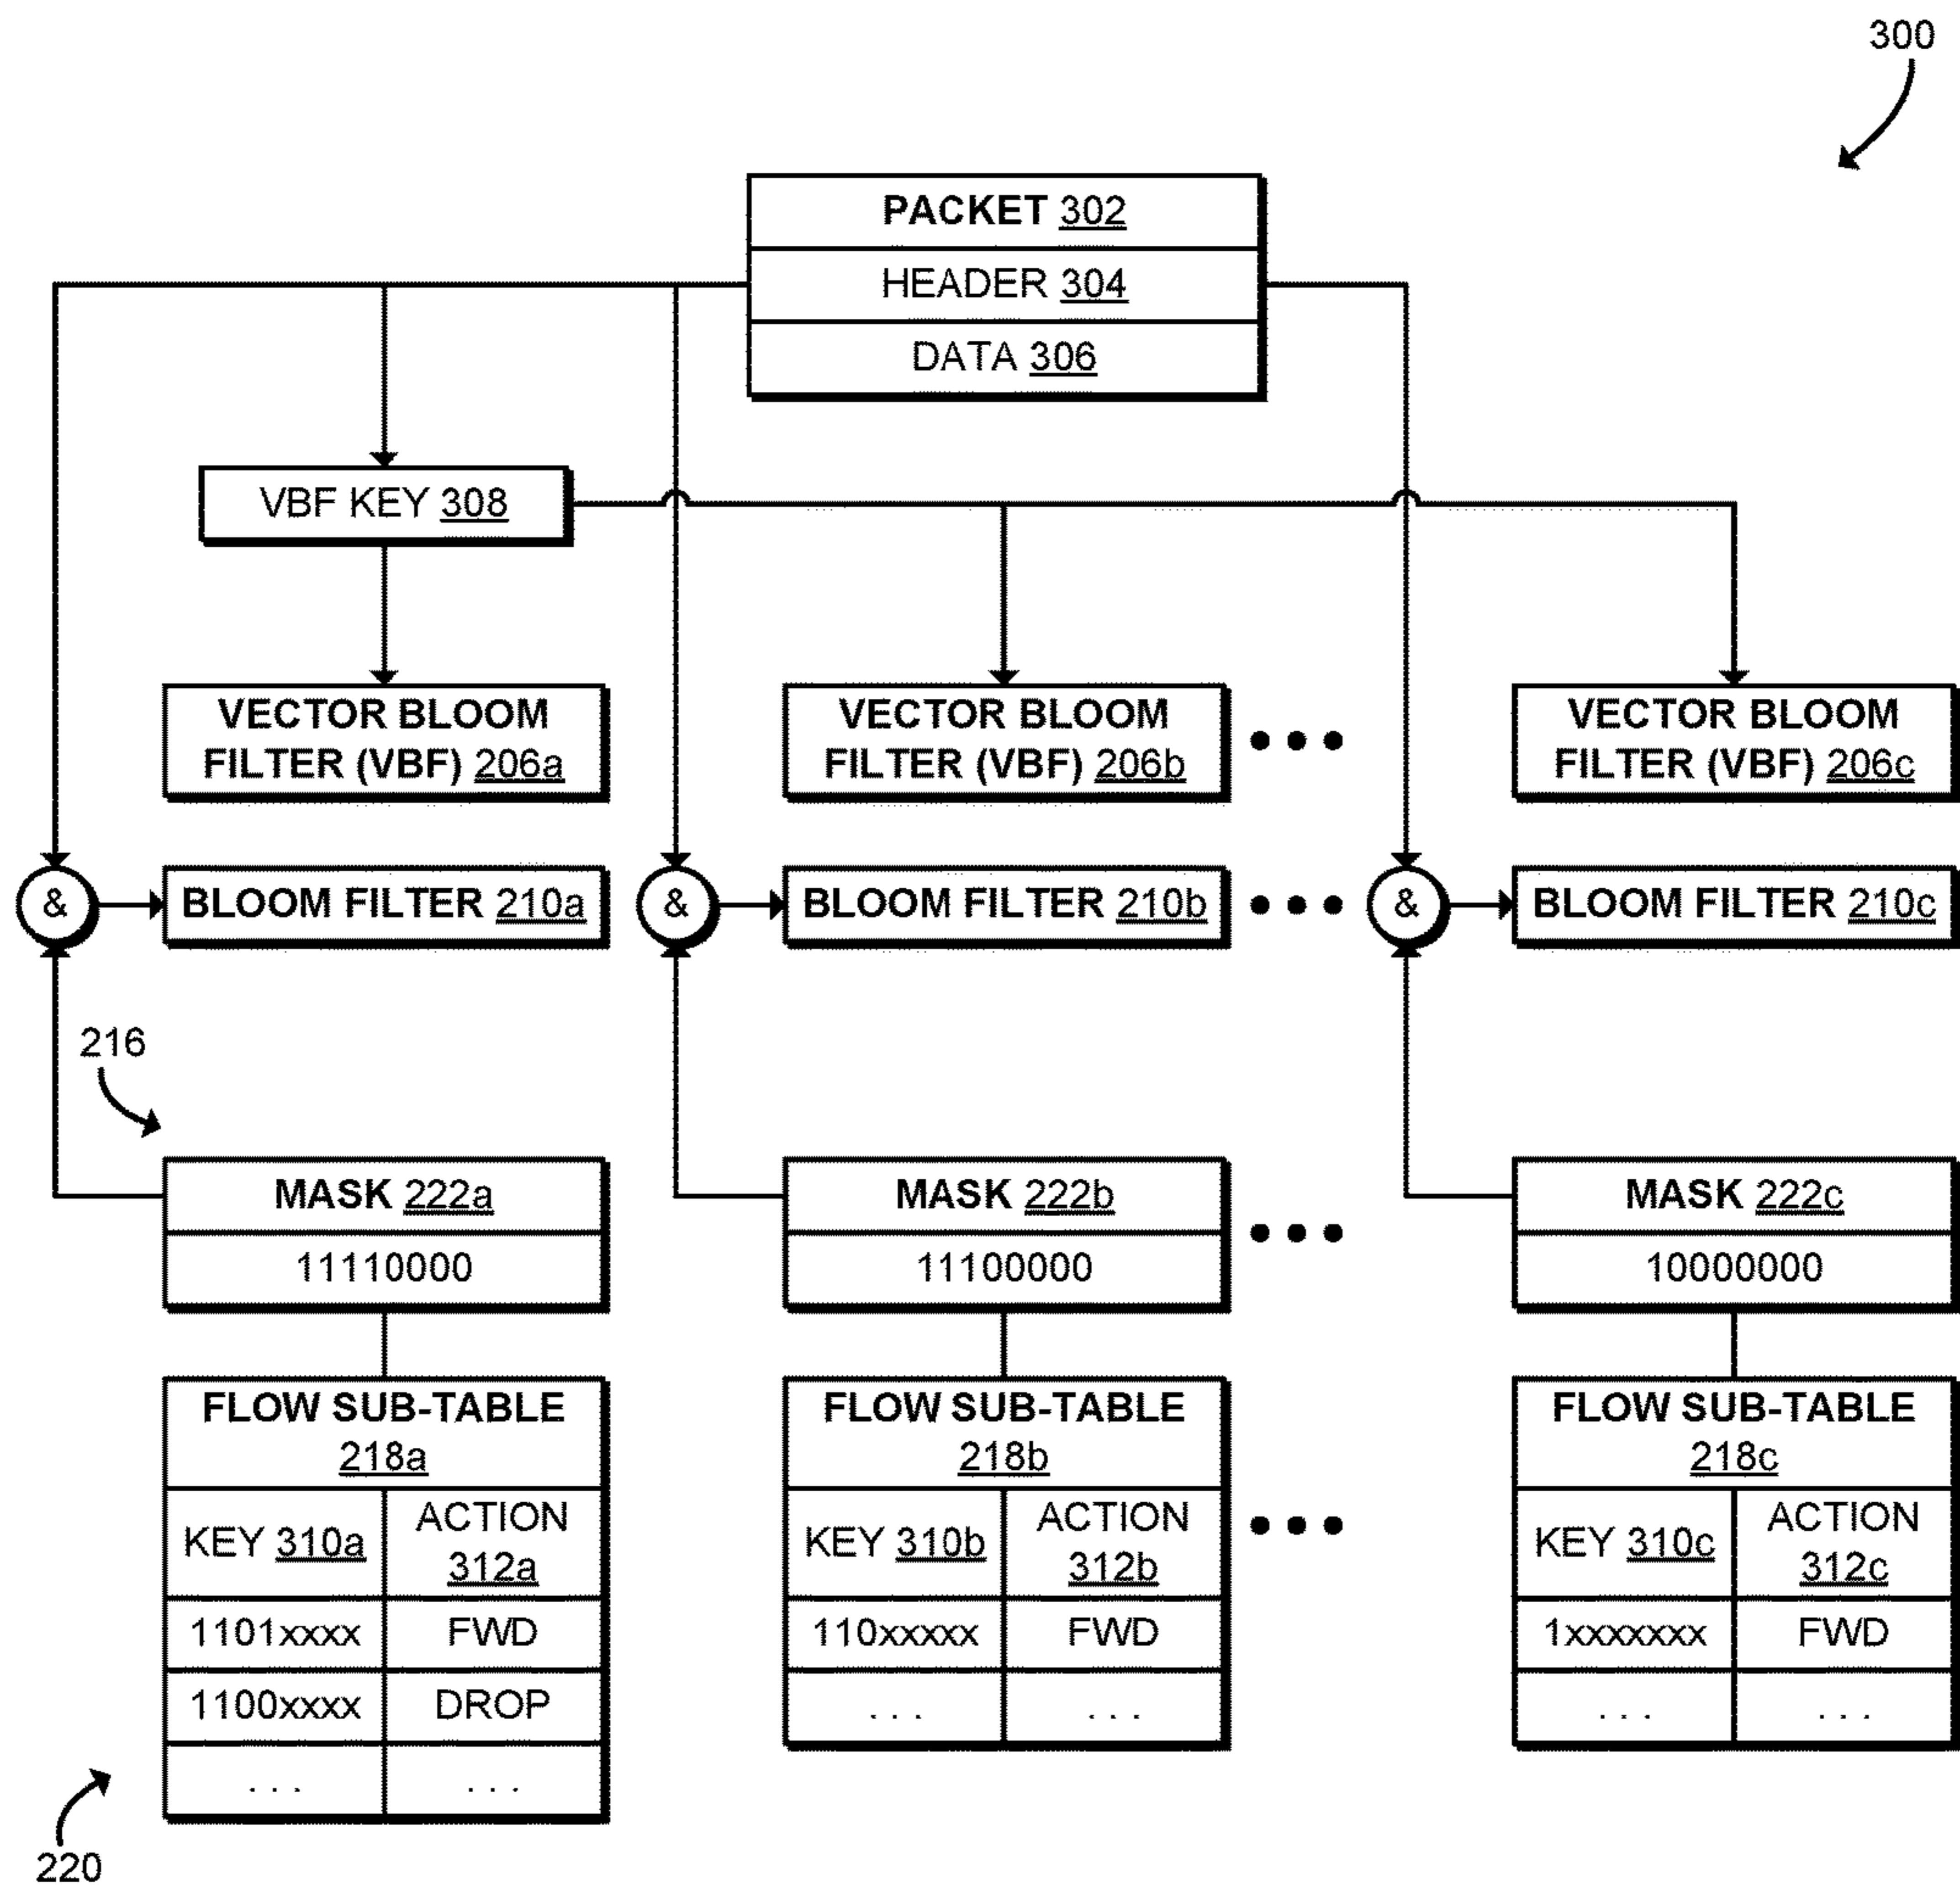 300
PACKET 302
HEADER 304
DATA 306
VBF KEY 308
VECTOR BLOOM
FILTER (VBF) 206a
VECTOR BLOOM
FILTER (VBF) 206b
VECTOR BLOOM
FILTER (VBF) 206c
&
BLOOM FILTER 210a
&
BLOOM FILTER 210b
&
BLOOM FILTER 210c
216
MASK 222a
11110000
MASK 222b
11100000
MASK 222c
10000000
FLOW SUB-TABLE
218a
KEY 310a
ACTION
312a
1101xxxx
FWD
1100xxxx
DROP
. . .
. . .
FLOW SUB-TABLE
218b
KEY 310b
ACTION
312b
110xxxxx
FWD
. . .
. . .
FLOW SUB-TABLE
218c
KEY 310c
ACTION
312c
1xxxxxxx
FWD
. . .
. . .
220